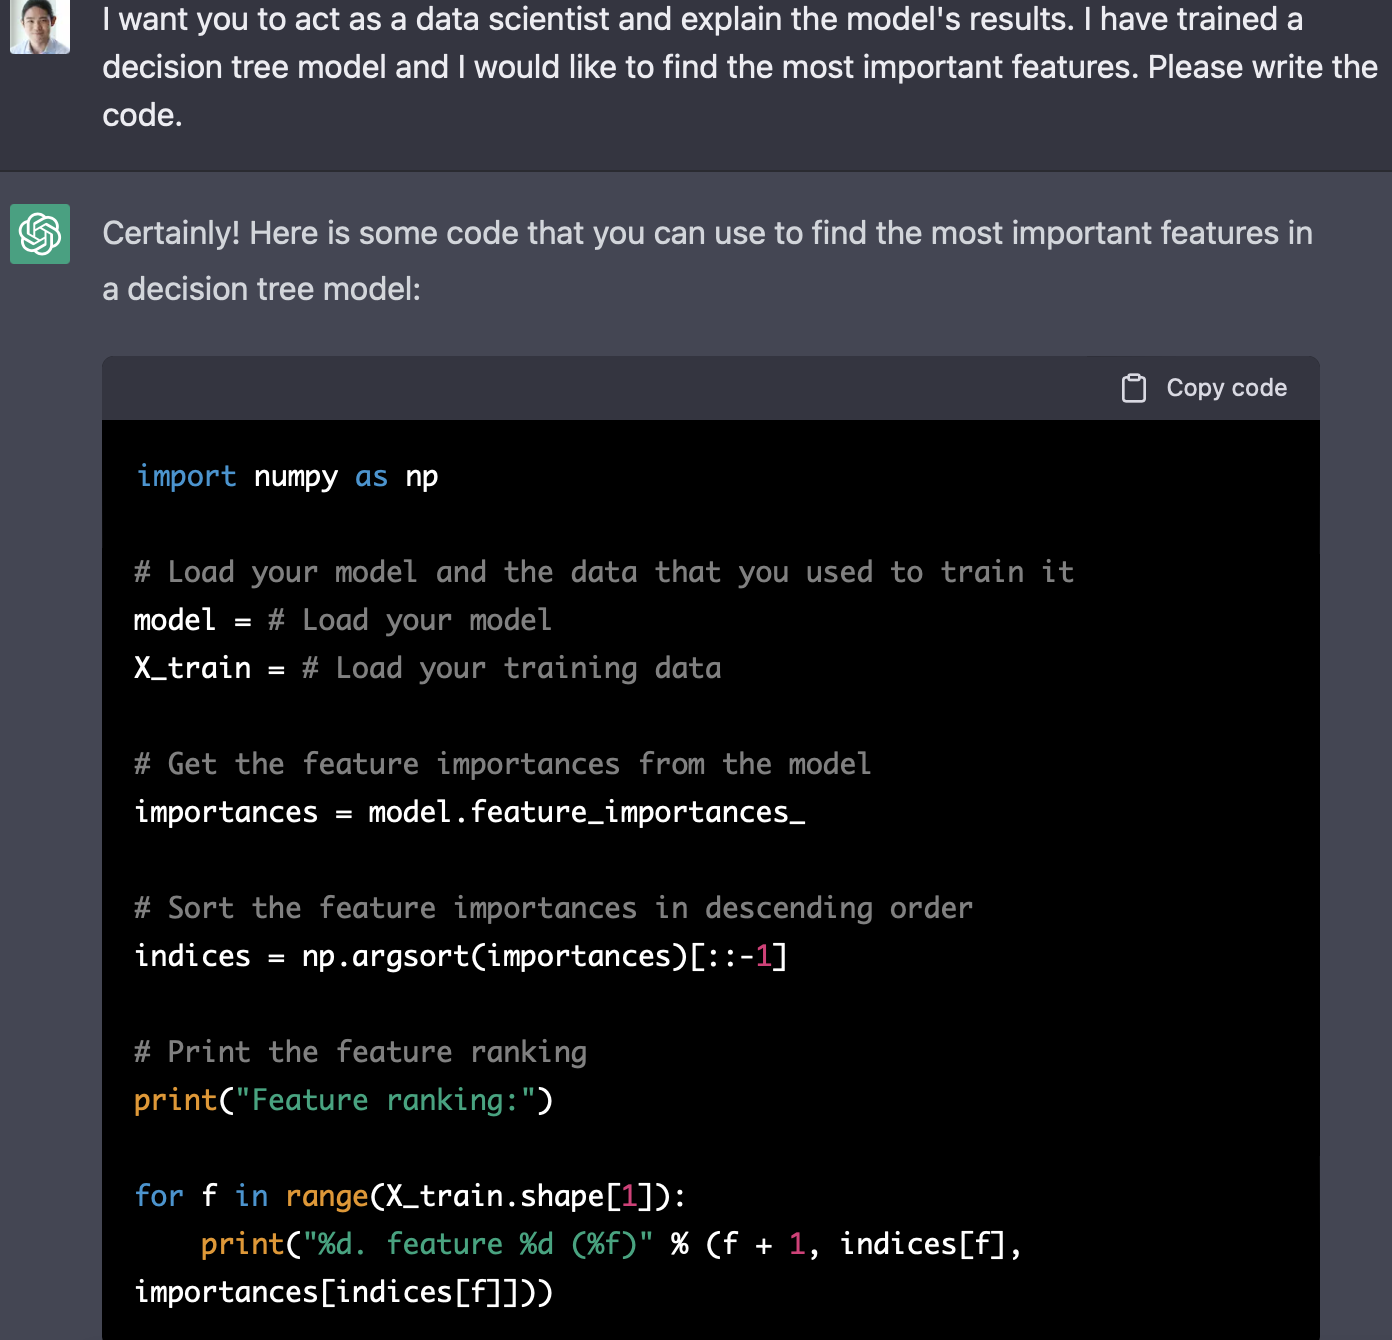 I want you to act as a data scientist and explain the model's results. I have trained a
decision tree model and I would like to find the most important features. Please write the
code.
Certainly! Here is some code that you can use to find the most important features in
a decision tree model:
Copy code
import numpy as np
# Load your model and the data that you used to train it
model = # Load your model
X_train = # Load your training data
# Get the feature importances from the model
importances = model.feature_importances_
# Sort the feature importances in descending order
indices = np.argsort(importances)[::-1]
# Print the feature ranking
print("Feature ranking:")
for f in range(X_train.shape[1]):
    print("%d. feature %d (%f)" % (f + 1, indices[f],
importances[indices[f]]))